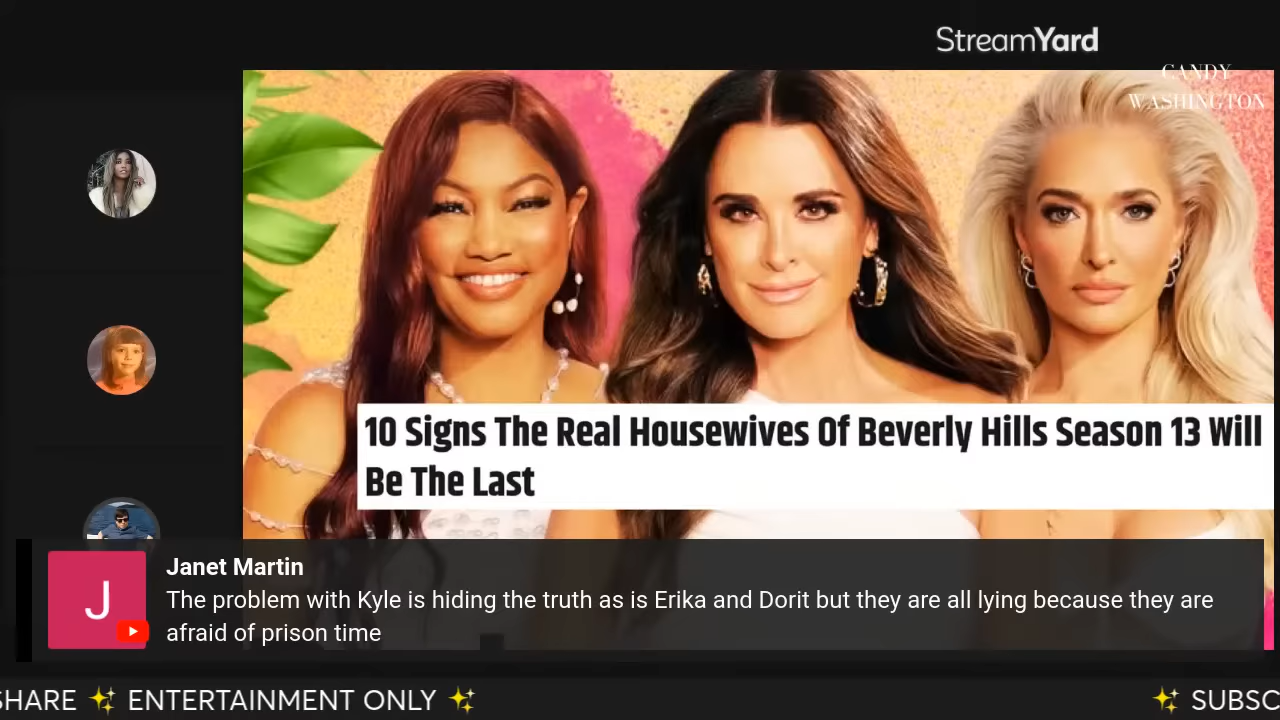 StreamYard
CANDY
WASHINGTON
10 Signs The Real Housewives Of Beverly Hills Season 13 Will
Be The Last
J
Janet Martin
The problem with Kyle is hiding the truth as is Erika and Dorit but they are all lying because they are
afraid of prison time
SHARE ✨ ENTERTAINMENT ONLY ✨ ✨ SUBSC